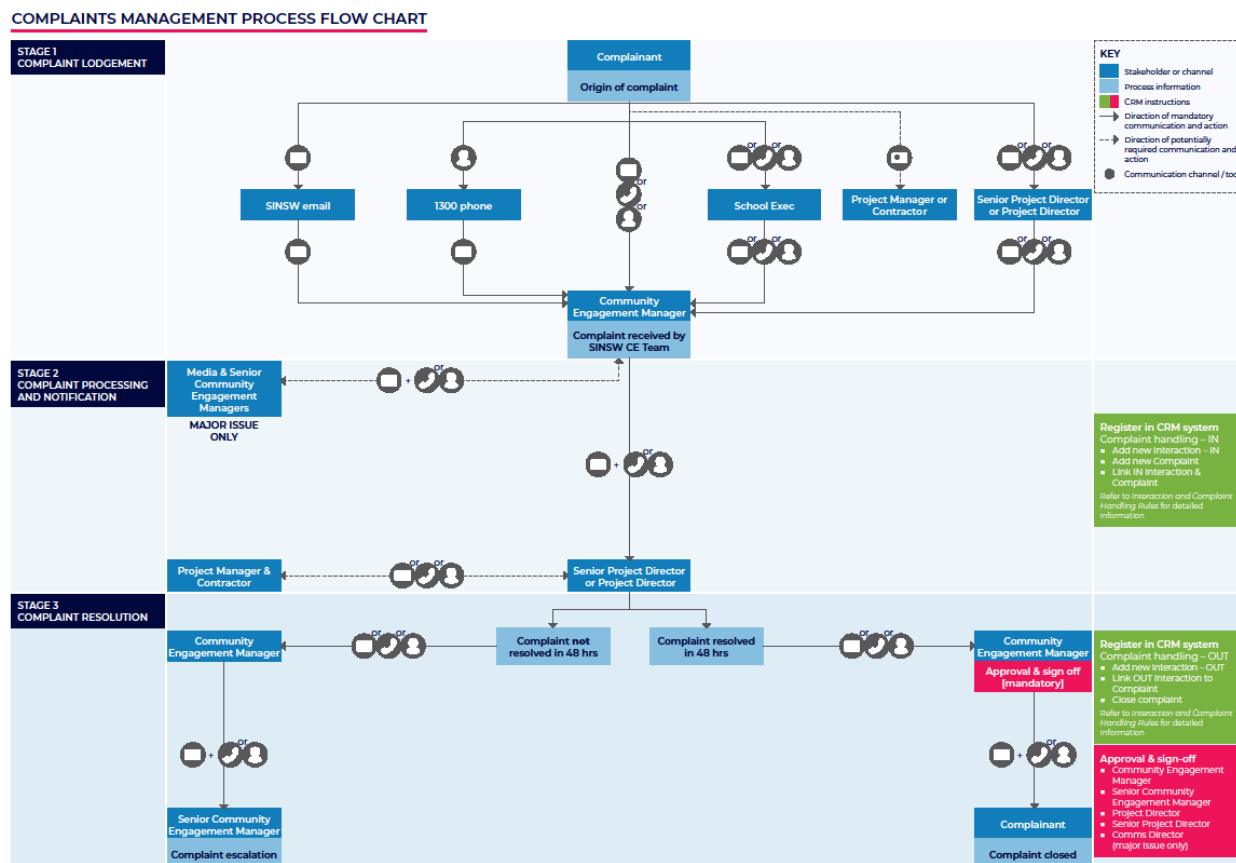 COMPLAINTS MANAGEMENT PROCESS FLOW CHART
STAGE 1
COMPLAINT LODGEMENT
Complainant
Origin of complaint
KEY
Stakeholder or channel
Process information
CRM instructions
Direction of mandatory
communication and action
Direction of potentially
required communication and
action
Communication channel / too
or
or
or
or
or
or
SINSW email
1300 phone
School Exec
Project Manager or
Contractor
Senior Project Director
or Project Director
or
or
or
or
Community
Engagement Manager
Complaint received by
SINSW CE Team
STAGE 2
COMPLAINT PROCESSING
AND NOTIFICATION
Media & Senior
Community
Engagement
Managers
MAJOR ISSUE
ONLY
+
or
+
or
Register in CRM system
Complaint handling – IN
Add new Interaction – IN
Add new Complaint
Link IN Interaction &
Complaint
Refer to Interaction and Complaint
Handling Rules for detailed
information
Project Manager &
Contractor
or
or
Senior Project Director
or Project Director
STAGE 3
COMPLAINT RESOLUTION
Community
Engagement Manager
or
or
Complaint not
resolved in 48 hrs
Complaint resolved
in 48 hrs
or
or
Community
Engagement Manager
Approval & sign off
[mandatory]
Register in CRM system
Complaint handling – OUT
Add new Interaction – OUT
Link OUT Interaction to
Complaint
Close complaint
Refer to Interaction and Complaint
Handling Rules for detailed
information
+
or
+
or
Approval & sign-off
Community Engagement
Manager
Senior Community
Engagement Manager
Project Director
Senior Project Director
Comms Director
(major issue only)
Senior Community
Engagement Manager
Complaint escalation
Complainant
Complaint closed